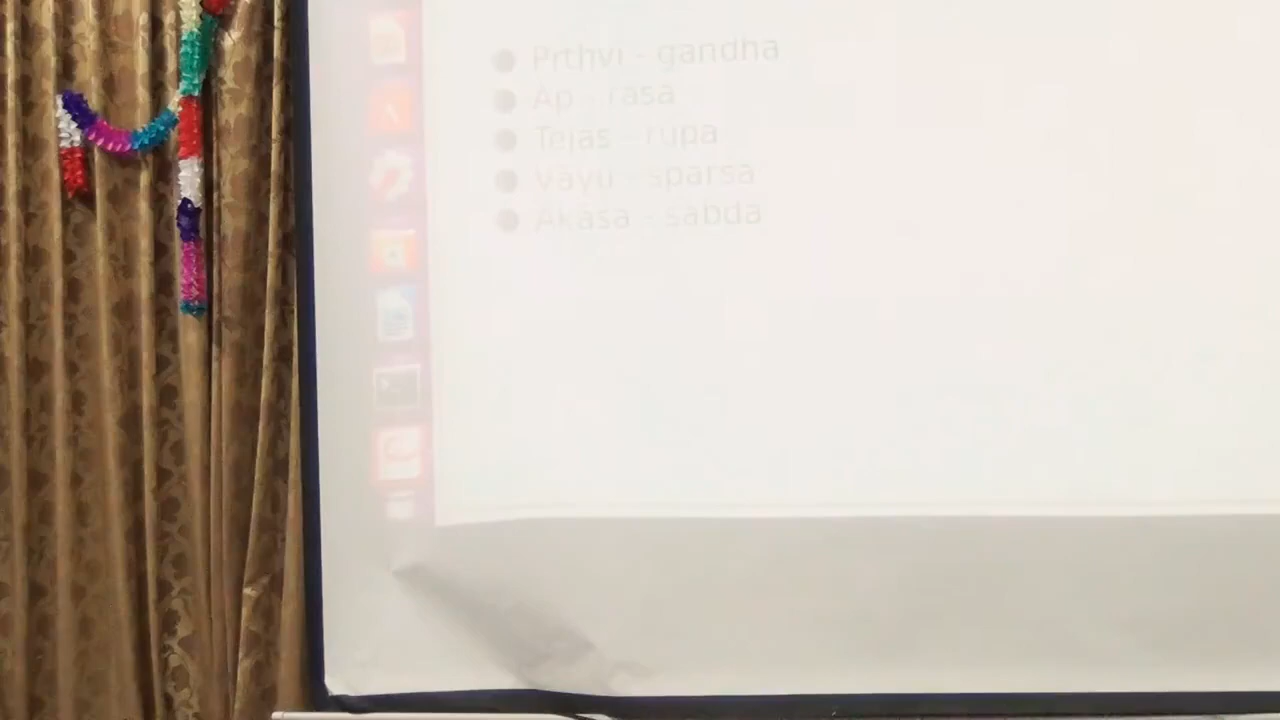 Prthvi - gandha
Ap - rasa
Tejas - rupa
Vayu - sparsa
Akasa - sabda